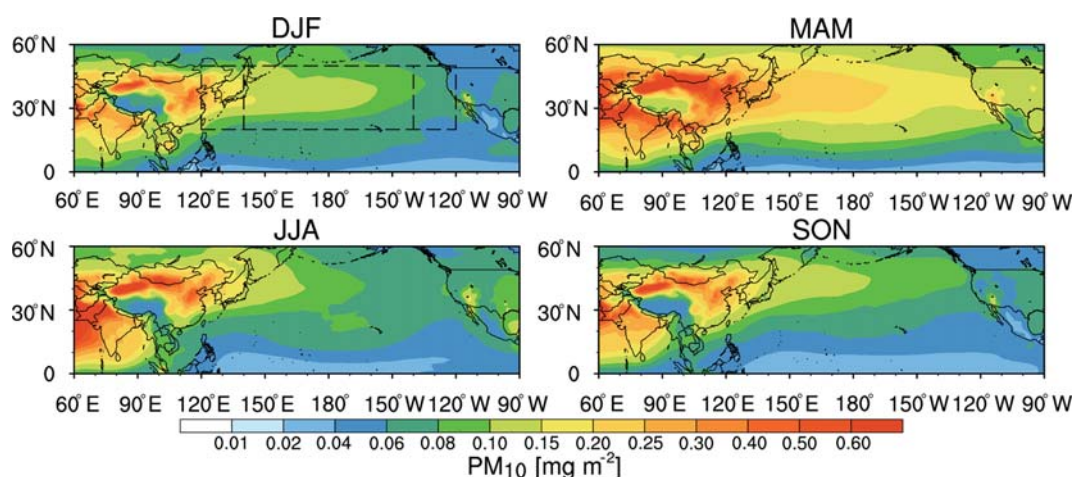 DJF MAM
60°N 60°N
30°N 30°N
0 0
60°E 90°E 120°E 150°E 180° 150°W 120°W 90°W 60°E 90°E 120°E 150°E 180° 150°W 120°W 90°W
JJA SON
60°N 60°N
30°N 30°N
0 0
60°E 90°E 120°E 150°E 180 150°W 120°W 90°W 60°E 90°E 120°E 150°E 180 150°W 120°W 90°W
0.01 0.02 0.04 0.06 0.08 0.10 0.15 0.20 0.25 0.30 0.40 0.50 0.60
PM₁₀ [mg m⁻²]